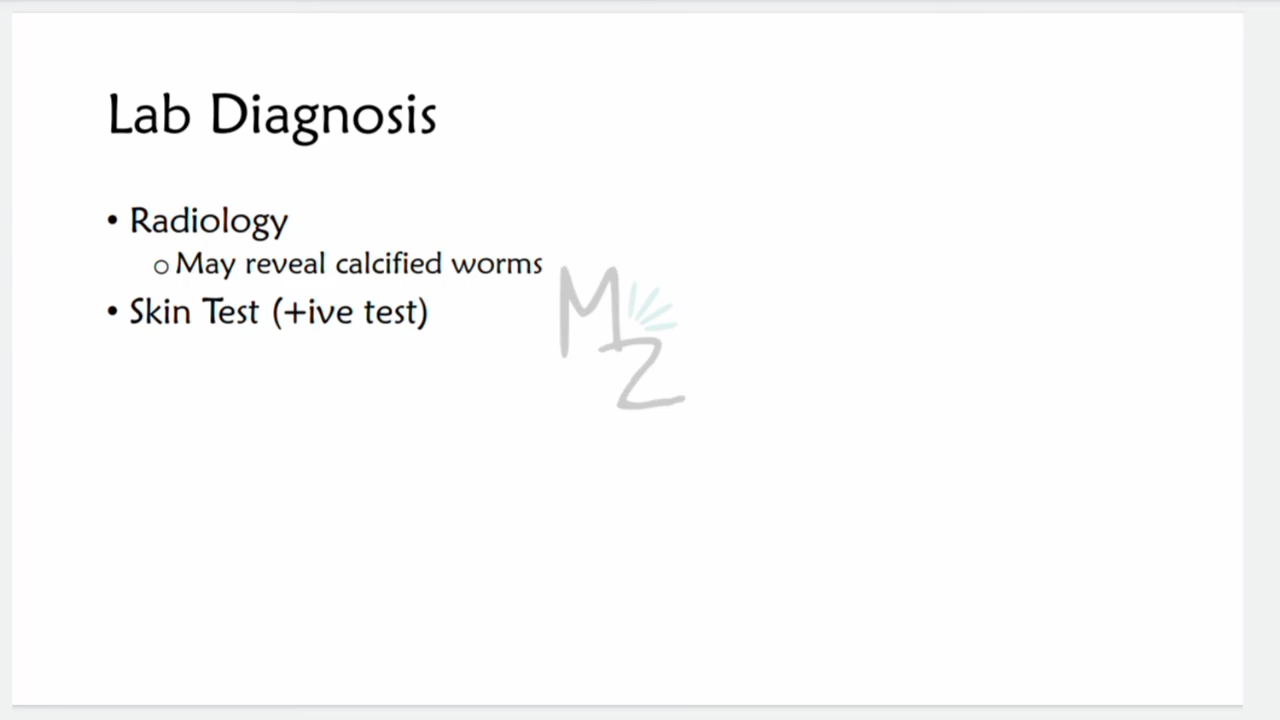 Lab Diagnosis
• Radiology
o May reveal calcified worms
• Skin Test (+ive test)
MZ